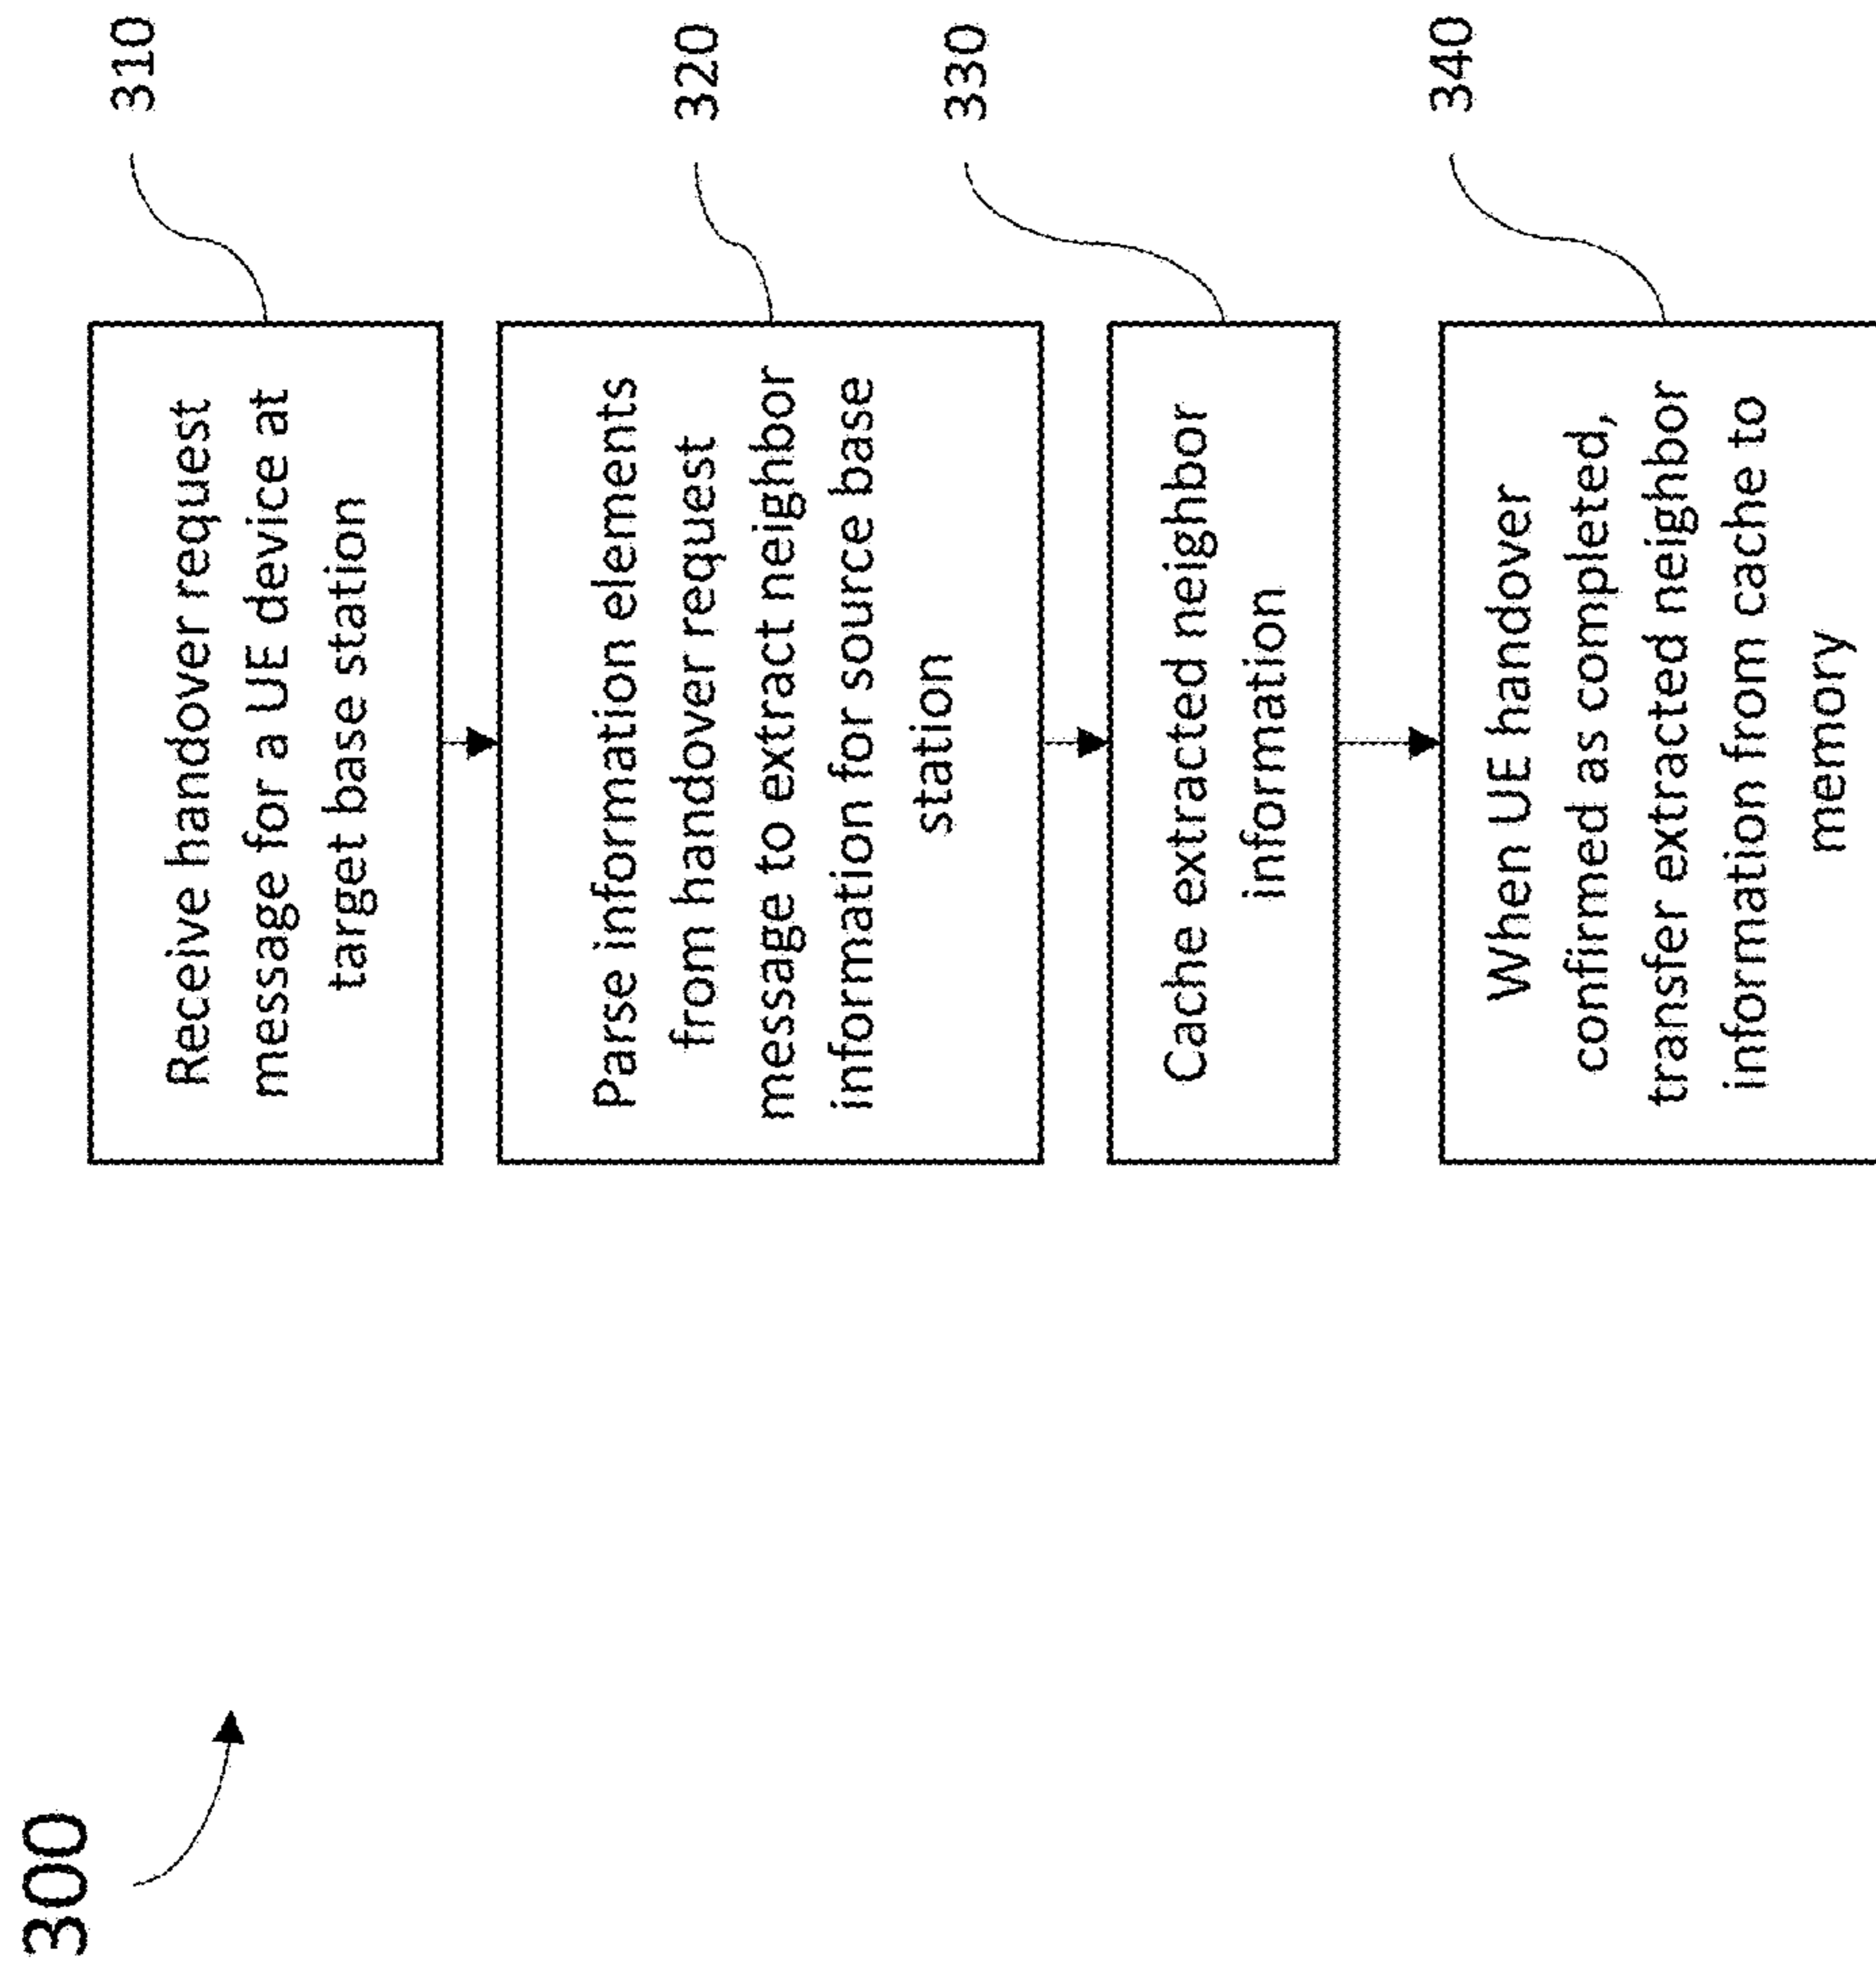 300
Receive handover request
message for a UE device at
target base station
310
Parse information elements
from handover request
message to extract neighbor
information for source base
station
320
Cache extracted neighbor
information
330
When UE handover
confirmed as completed,
transfer extracted neighbor
information from cache to
memory
340